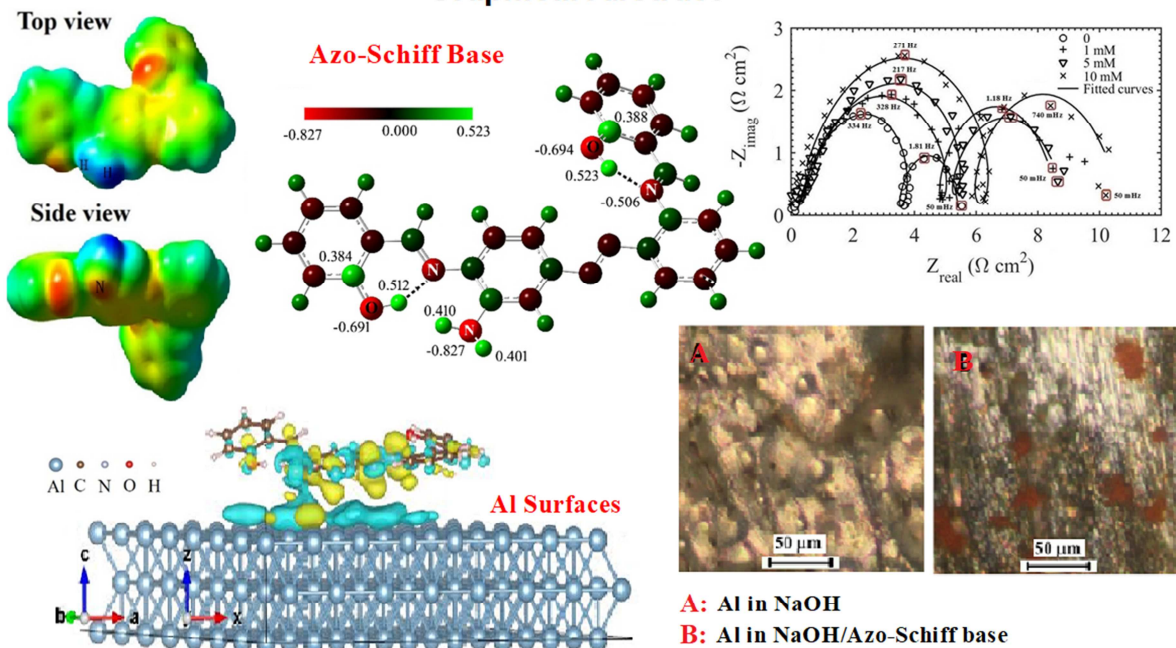 Top view
Side view
H
H
N
Azo-Schiff Base
-0.827
0.000
0.523
0.388
-0.694
O
0.523
N
-0.506
0.384
0.512
N
O
-0.691
0.410
N
-0.827
0.401
3
2
1
0
-Zimag (Ω cm2)
0
2
4
6
8
10
12
Zreal (Ω cm2)
0
1 mM
5 mM
10 mM
Fitted curves
271 Hz
217 Hz
328 Hz
334 Hz
1.81 Hz
1.18 Hz
740 mHz
50 mHz
50 mHz
50 mHz
Al C N O H
Al Surfaces
c
b
a
z
x
A
50 μm
B
50 μm
A: Al in NaOH
B: Al in NaOH/Azo-Schiff base